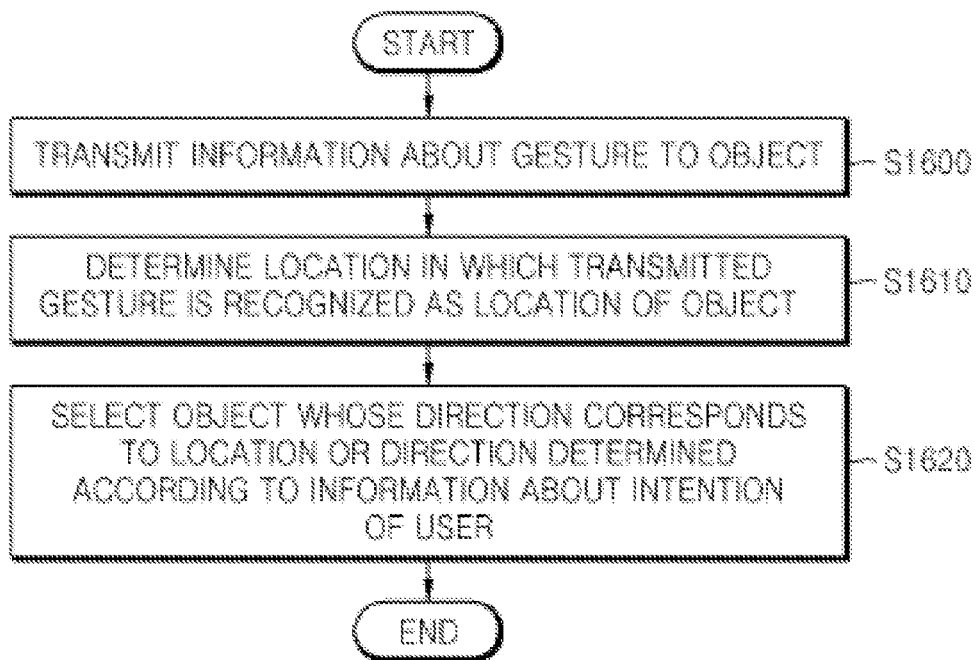 START
TRANSMIT INFORMATION ABOUT GESTURE TO OBJECT
S1600
DETERMINE LOCATION IN WHICH TRANSMITTED
GESTURE IS RECOGNIZED AS LOCATION OF OBJECT
S1610
SELECT OBJECT WHOSE DIRECTION CORRESPONDS
TO LOCATION OR DIRECTION DETERMINED
ACCORDING TO INFORMATION ABOUT INTENTION
OF USER
S1620
END